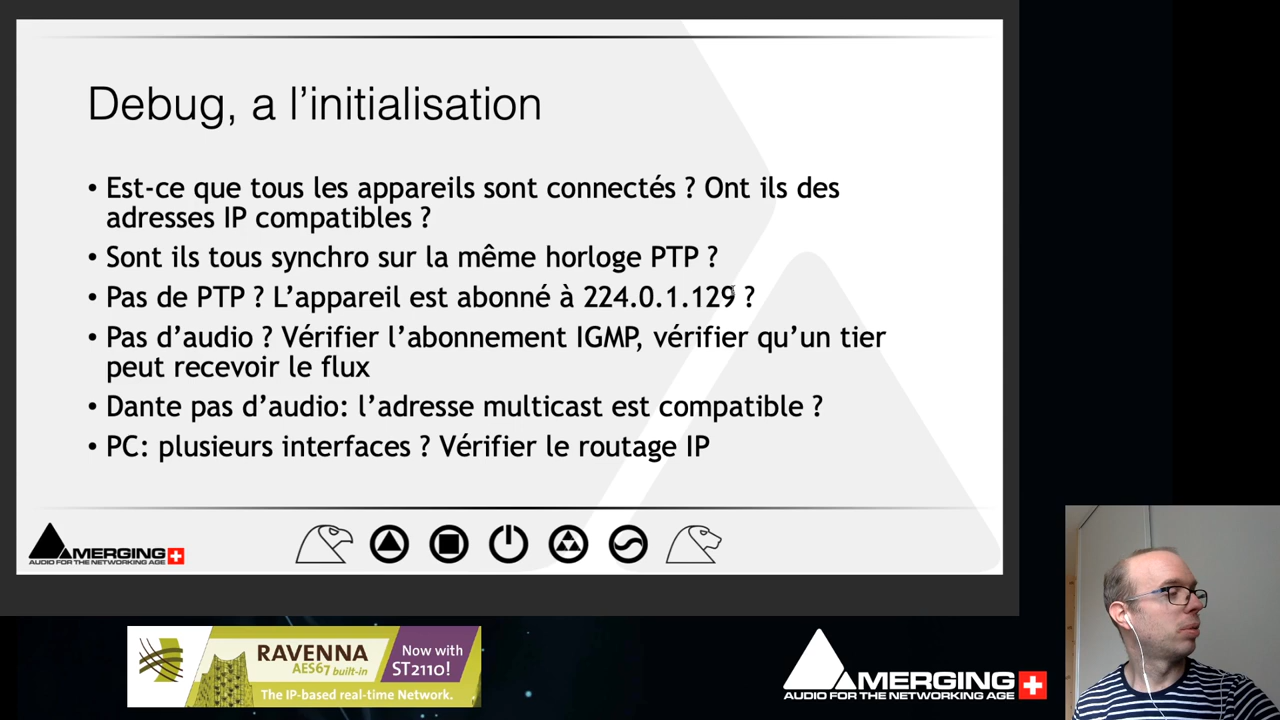 Debug, a l’initialisation
• Est-ce que tous les appareils sont connectés ? Ont ils des
adresses IP compatibles ?
• Sont ils tous synchro sur la même horloge PTP ?
• Pas de PTP ? L’appareil est abonné à 224.0.1.129 ?
• Pas d’audio ? Vérifier l’abonnement IGMP, vérifier qu’un tier
peut recevoir le flux
• Dante pas d’audio: l’adresse multicast est compatible ?
• PC: plusieurs interfaces ? Vérifier le routage IP
MERGING
AUDIO FOR THE NETWORKING AGE
RAVENNA
AES67 built-in
Now with
ST2110!
The IP-based real-time Network.
MERGING
AUDIO FOR THE NETWORKING AGE